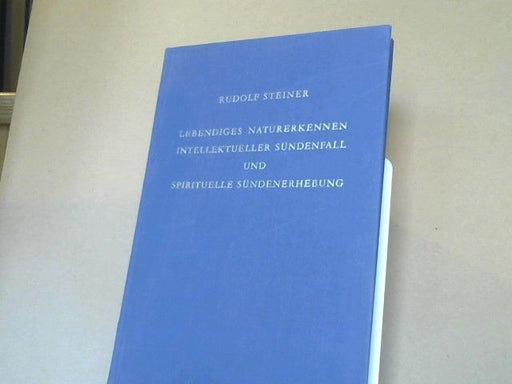 RUDOLF STEINER
LEBENDIGES NATURERKENNEN
INTELLEKTUELLER SÜNDENFALL
UND
SPIRITUELLE SÜNDENERHEBUNG